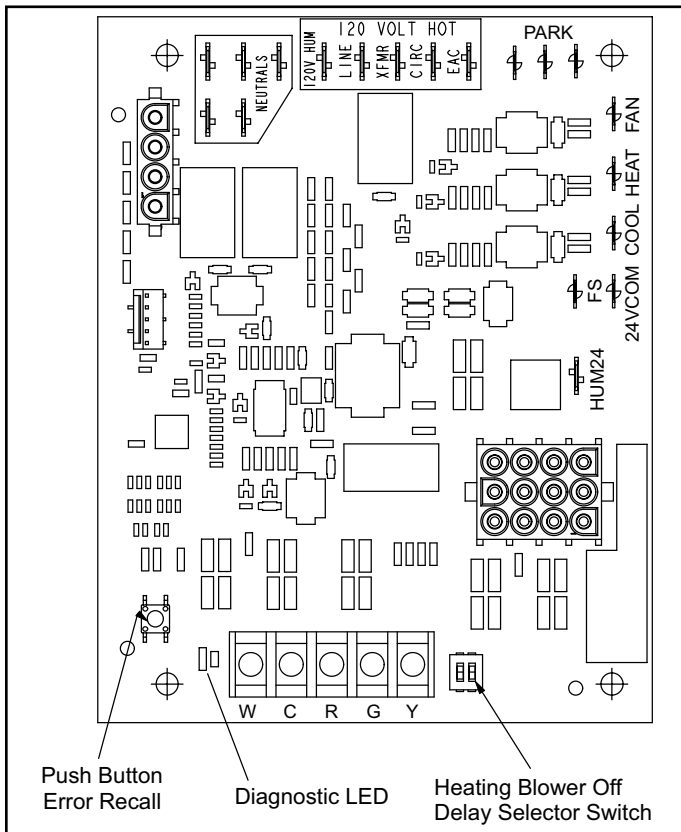 120 VOLT HOT
PARK
NEUTRALS
120V HUM
LINE
XFMR
CIRC
EAC
FAN
HEAT
COOL
24VCOM
FS
HUM24
W C R G Y
Push Button
Error Recall
Diagnostic LED
Heating Blower Off
Delay Selector Switch